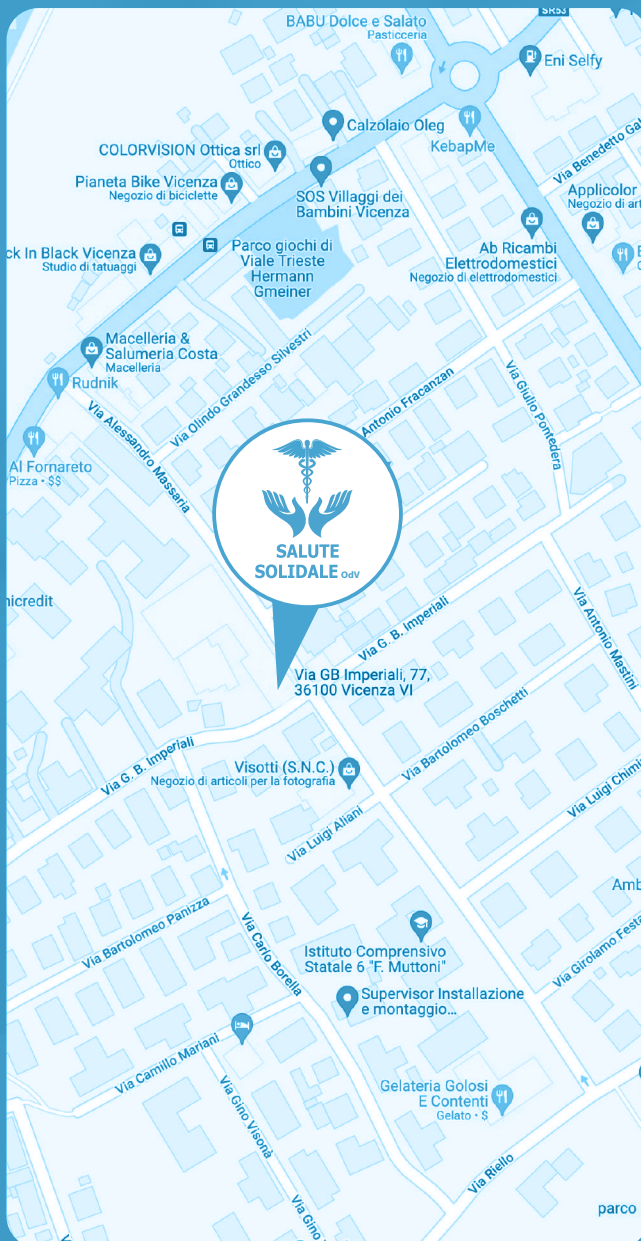 SR53
BABU Dolce e Salato
Pasticceria
Eni Selfy
Calzolaio Oleg
KebapMe
COLORVISION Ottica srl
Ottico
Via Benedetto
Pianeta Bike Vicenza
Negozio di biciclette
SOS Villaggi dei
Bambini Vicenza
Applicolor
Negozio di art
ck In Black Vicenza
Studio di tatuaggi
Parco giochi di
Viale Trieste
Hermann
Gmeiner
Ab Ricambi
Elettrodomestici
Negozio di elettrodomestici
Macelleria &
Salumeria Costa
Macelleria
Rudnik
Via Olindo Grandesso Silvestri
Antonio Fracanzan
Via Giulio Pontedera
Via Alessandro Massaria
Al Fornareto
Pizza • $$
SALUTE
SOLIDALE OdV
nicredit
Via G. B. Imperiali
Via Antonio Mastini
Via GB Imperiali, 77,
36100 Vicenza VI
Via G. B. Imperiali
Via Bartolomeo Boschetti
Visotti (S.N.C.)
Negozio di articoli per la fotografia
Via Luigi Chimi
Via Luigi Aliani
Amb
Via Bartolomeo Panizza
Via Carlo Borella
Istituto Comprensivo
Statale 6 "F. Muttoni"
Via Girolamo Festa
Supervisor Installazione
e montaggio...
Via Camillo Mariani
Gelateria Golosi
E Contenti
Gelato • $
Via Gino Visonà
Via Riello
Via Gino
parco